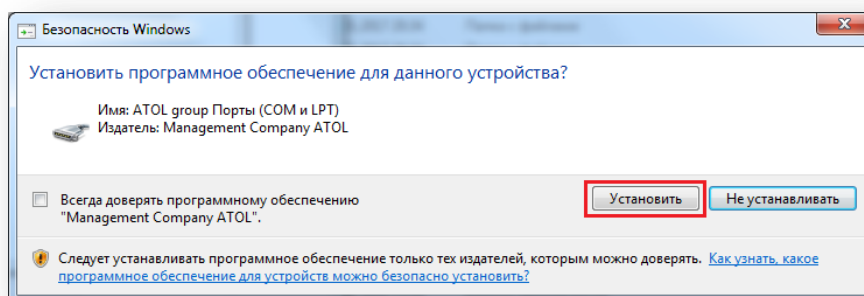 Безопасность Windows
Установить программное обеспечение для данного устройства?
Имя: ATOL group Порты (COM и LPT)
Издатель: Management Company ATOL
Всегда доверять программному обеспечению
"Management Company ATOL".
Установить
Не устанавливать
Следует устанавливать программное обеспечение только тех издателей, которым можно доверять. Как узнать, какое
программное обеспечение для устройств можно безопасно установить?